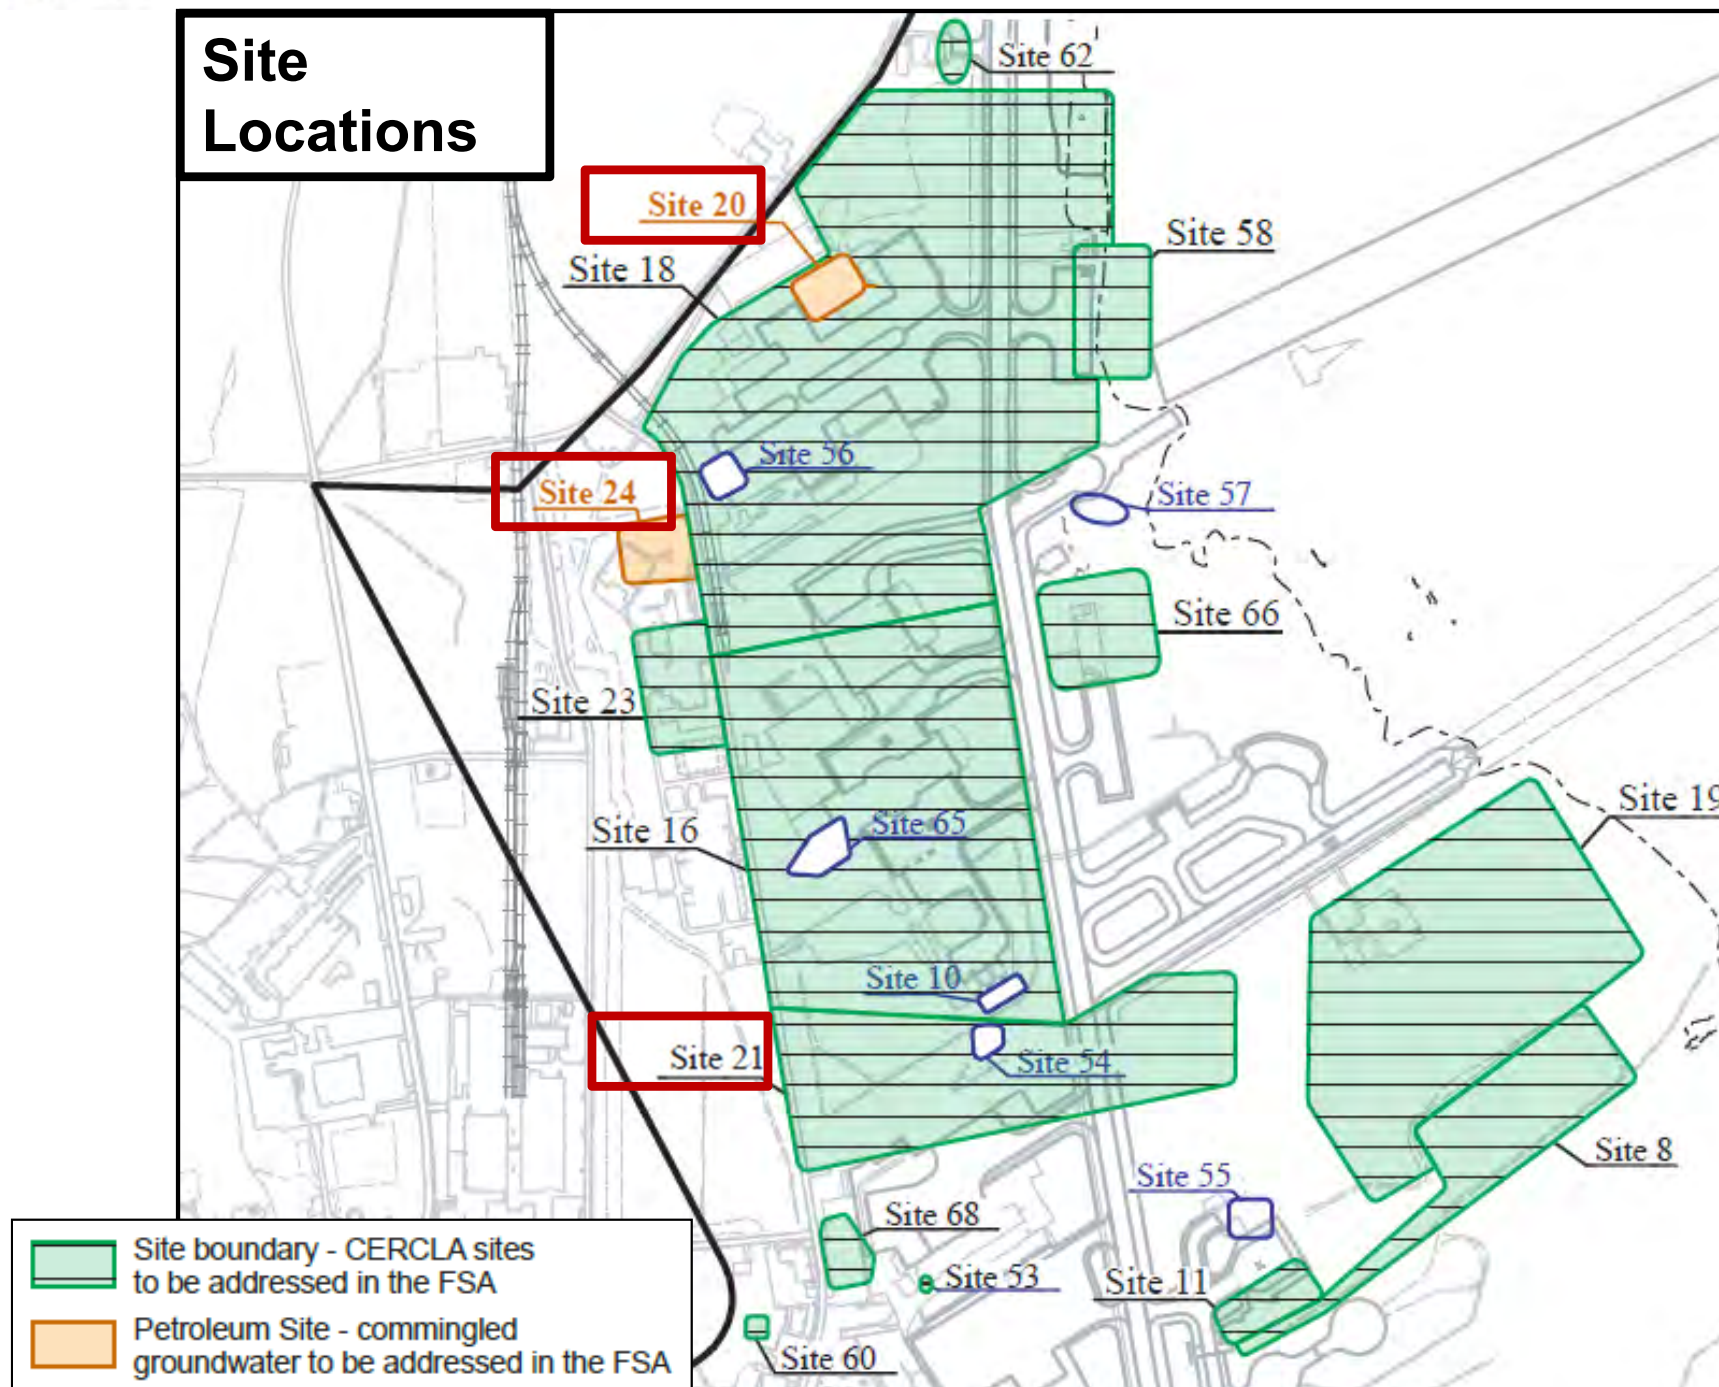 Site
Locations
Site 62
Site 20
Site 58
Site 18
Site 56
Site 24
Site 57
Site 66
Site 23
Site 19
Site 16
Site 65
Site 10
Site 21
Site 54
Site 8
Site 55
Site 68
Site 53
Site 11
Site 60
Site boundary - CERCLA sites
to be addressed in the FSA
Petroleum Site - commingled
groundwater to be addressed in the FSA